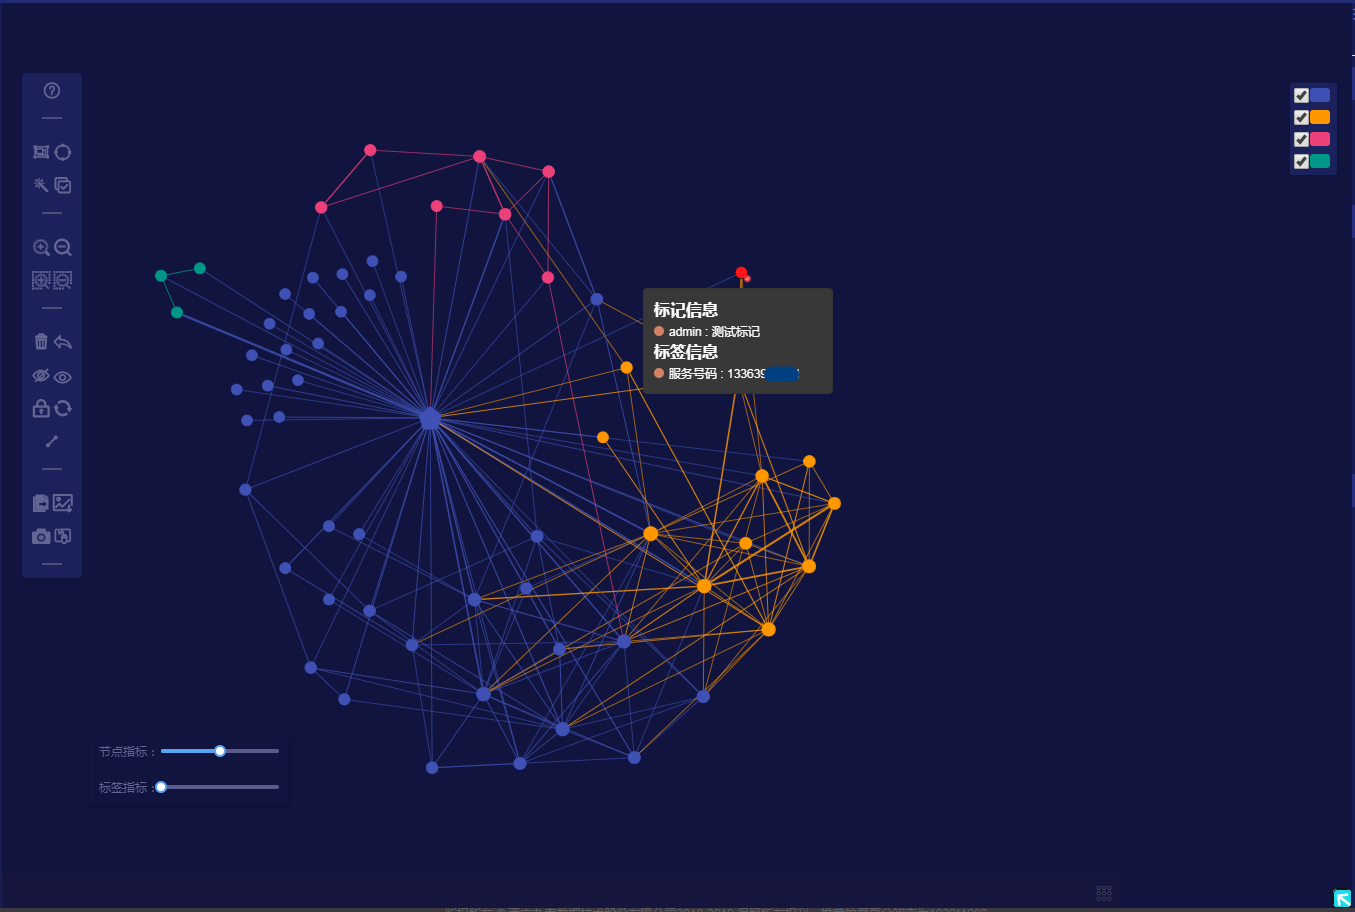 标记信息
admin : 测试标记
标签信息
服务号码 : 133639
节点指标 :
标签指标 :